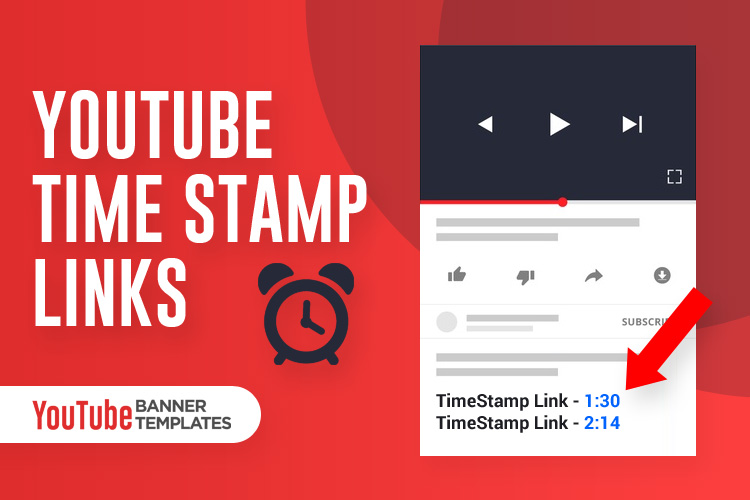 YOUTUBE
TIME STAMP
LINKS
YouTube BANNER
TEMPLATES
SUBSCRI
TimeStamp Link - 1:30
TimeStamp Link - 2:14